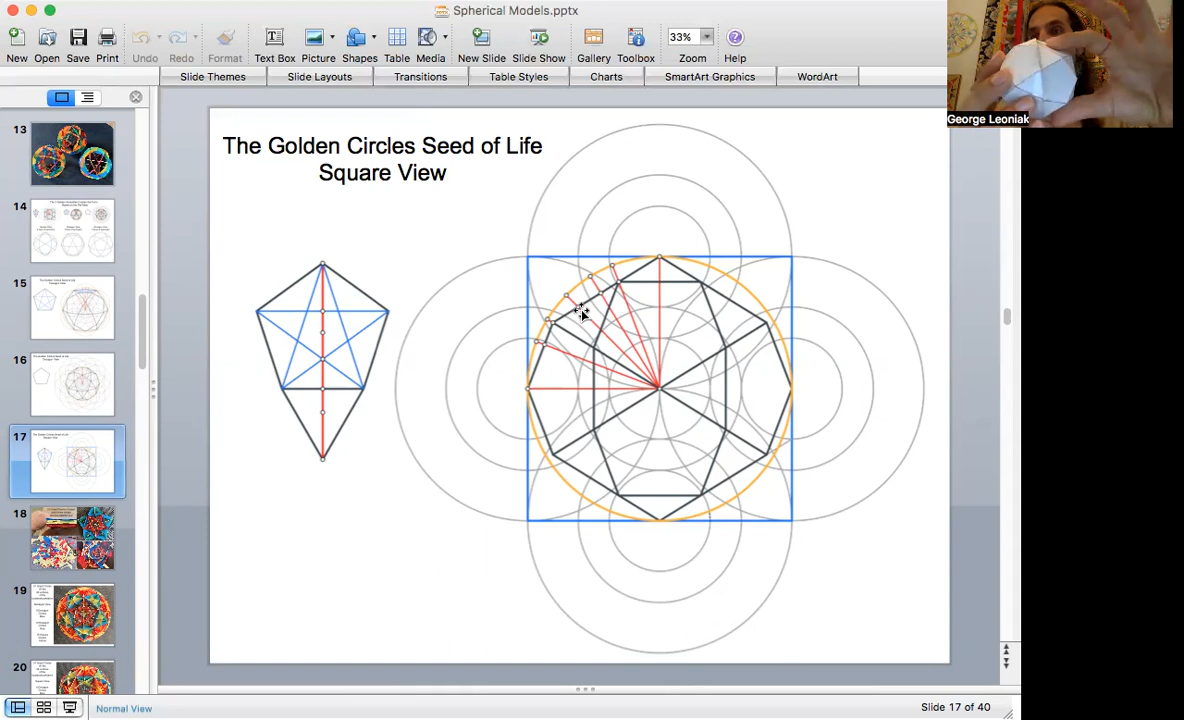 Spherical Models.pptx
New Open Save Print Undo Redo Format Text Box Picture Shapes Table Media New Slide Slide Show Gallery Toolbox Zoom Help
33%
Slide Themes Slide Layouts Transitions Table Styles Charts SmartArt Graphics WordArt
George Leoniak
The Golden Circles Seed of Life
Square View
13
14
15
16
17
18
19
20
Normal View
Slide 17 of 40